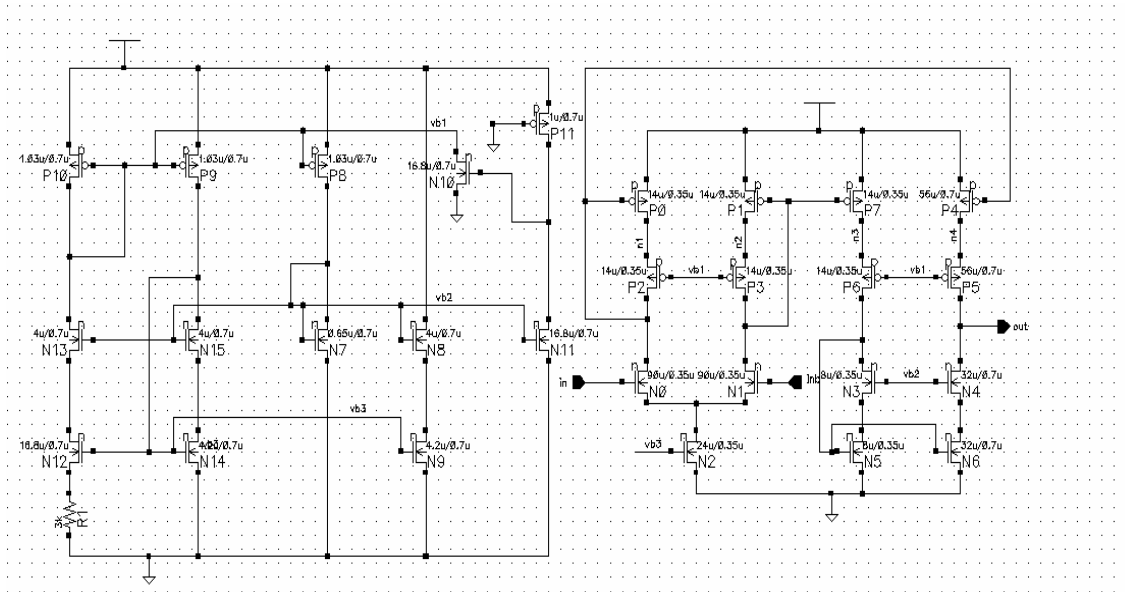 vb1
p
1u/0.7u
P11
p
1.03u/0.7u
P10
p
1.03u/0.7u
P9
p
1.03u/0.7u
P8
n
16.8u/0.7u
N10
p
14u/0.35u
P0
p
14u/0.35u
P1
p
14u/0.35u
P7
p
56u/0.7u
P4
n1
n2
n3
n4
p
14u/0.35u
P2
vb1
p
14u/0.35u
P3
p
14u/0.35u
P6
vb1
p
56u/0.7u
P5
vb2
n
4u/0.7u
N13
n
4u/0.7u
N15
n
0.65u/0.7u
N7
n
4u/0.7u
N8
n
16.8u/0.7u
N11
out
in
n
90u/0.35u
N0
n
90u/0.35u
N1
n
8u/0.35u
N3
vb2
n
32u/0.7u
N4
vb3
n
16.8u/0.7u
N12
n
N14
n
4.2u/0.7u
N9
vb3
n
24u/0.35u
N2
n
8u/0.35u
N5
n
32u/0.7u
N6
3k
R1